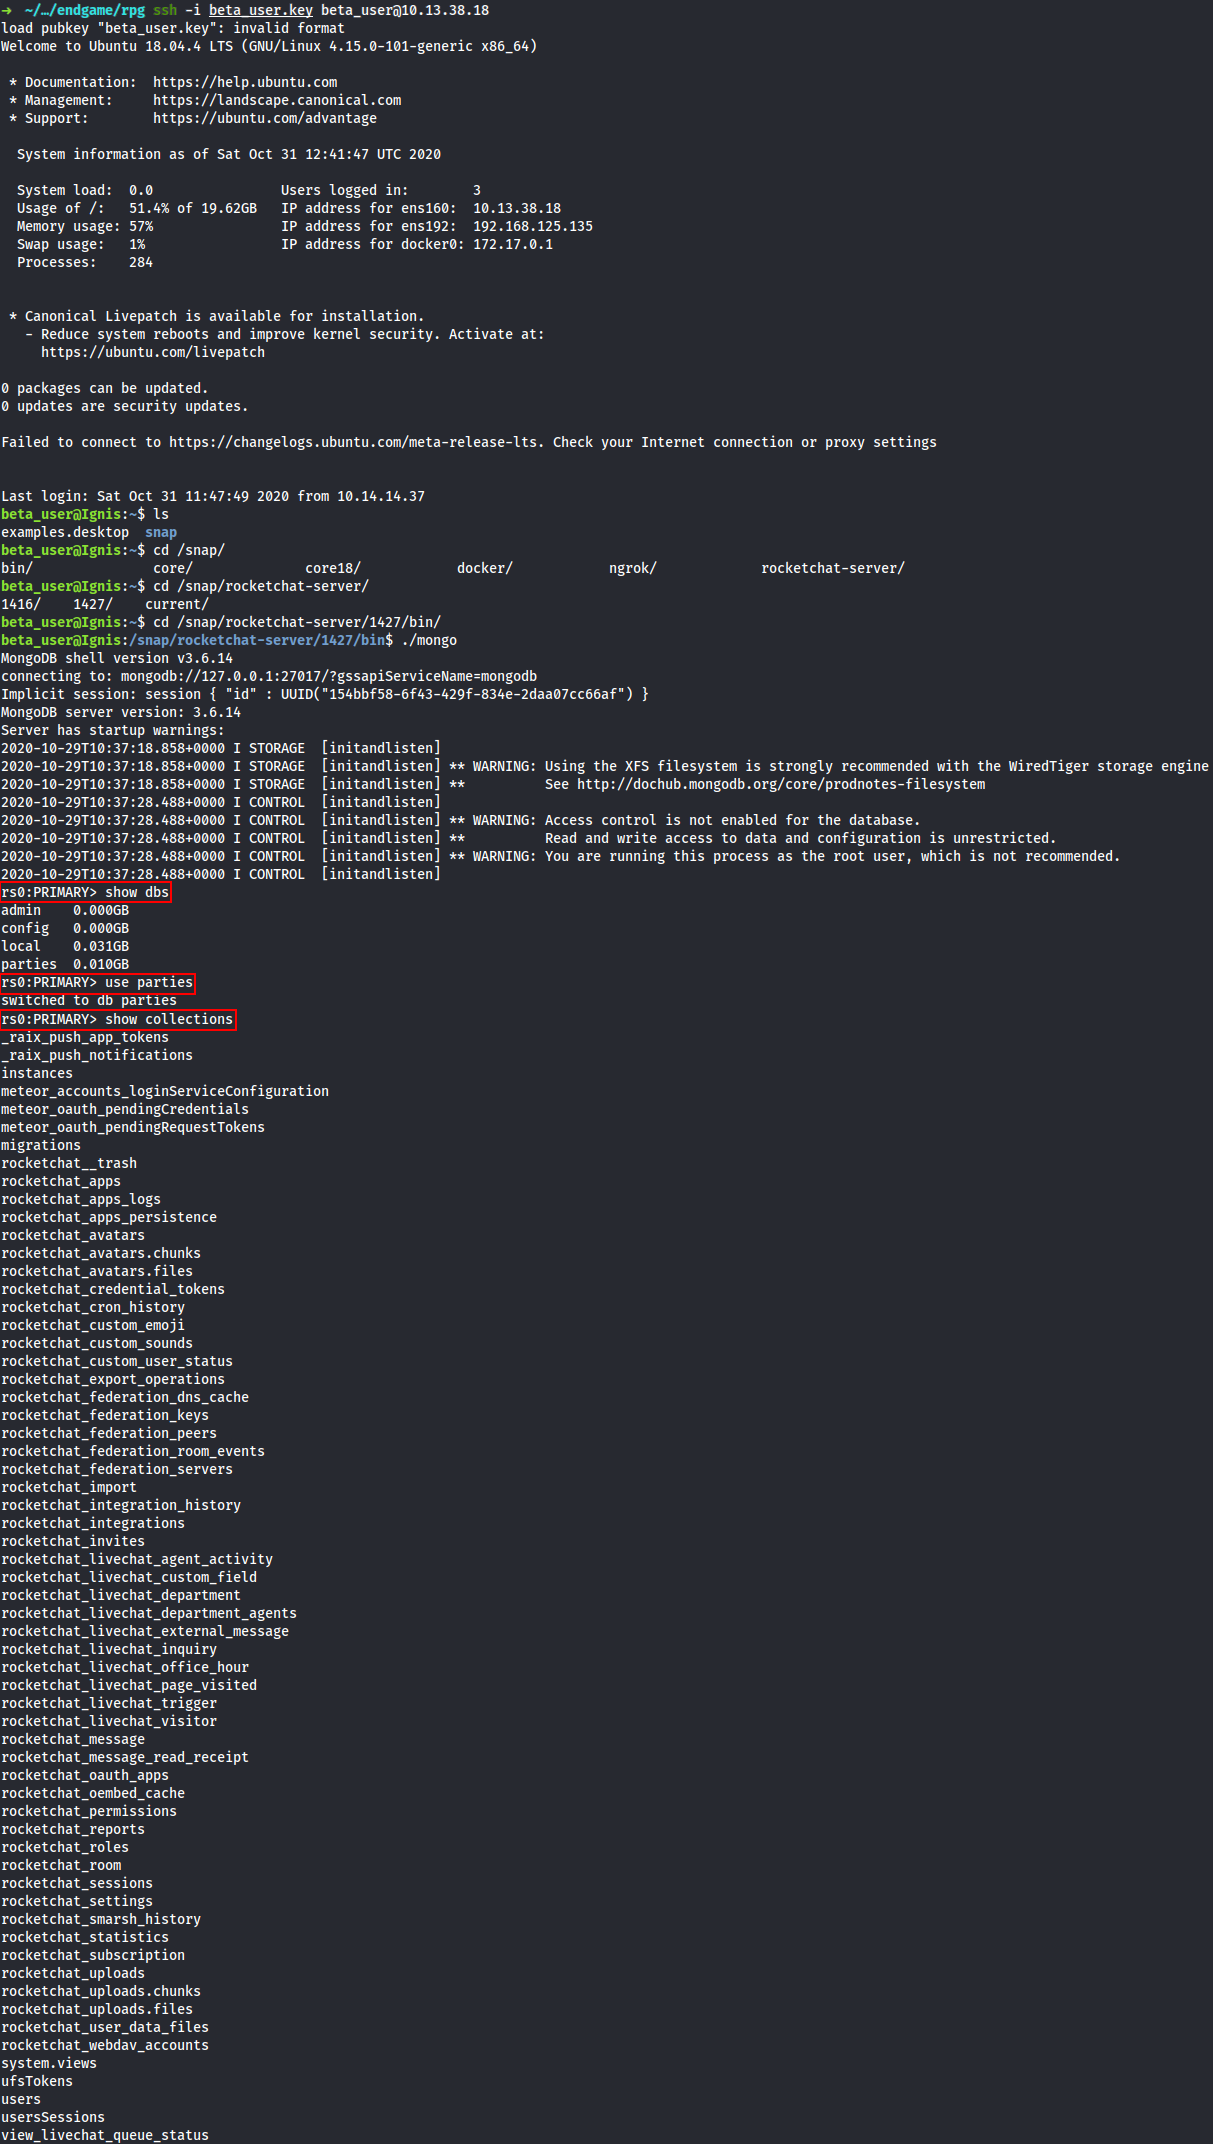 →  ~/…/endgame/rpg ssh -i beta_user.key beta_user@10.13.38.18
load pubkey "beta_user.key": invalid format
Welcome to Ubuntu 18.04.4 LTS (GNU/Linux 4.15.0-101-generic x86_64)
 * Documentation:  https://help.ubuntu.com
 * Management:     https://landscape.canonical.com
 * Support:        https://ubuntu.com/advantage
  System information as of Sat Oct 31 12:41:47 UTC 2020
  System load:  0.0                Users logged in:        3
  Usage of /:   51.4% of 19.62GB   IP address for ens160:  10.13.38.18
  Memory usage: 57%                IP address for ens192:  192.168.125.135
  Swap usage:   1%                 IP address for docker0: 172.17.0.1
  Processes:    284
 * Canonical Livepatch is available for installation.
   - Reduce system reboots and improve kernel security. Activate at:
     https://ubuntu.com/livepatch
0 packages can be updated.
0 updates are security updates.
Failed to connect to https://changelogs.ubuntu.com/meta-release-lts. Check your Internet connection or proxy settings
Last login: Sat Oct 31 11:47:49 2020 from 10.14.14.37
beta_user@Ignis:~$ ls
examples.desktop  snap
beta_user@Ignis:~$ cd /snap/
bin/               core/              core18/            docker/            ngrok/             rocketchat-server/
beta_user@Ignis:~$ cd /snap/rocketchat-server/
1416/    1427/    current/
beta_user@Ignis:~$ cd /snap/rocketchat-server/1427/bin/
beta_user@Ignis:/snap/rocketchat-server/1427/bin$ ./mongo
MongoDB shell version v3.6.14
connecting to: mongodb://127.0.0.1:27017/?gssapiServiceName=mongodb
Implicit session: session { "id" : UUID("154bbf58-6f43-429f-834e-2daa07cc66af") }
MongoDB server version: 3.6.14
Server has startup warnings:
2020-10-29T10:37:18.858+0000 I STORAGE  [initandlisten]
2020-10-29T10:37:18.858+0000 I STORAGE  [initandlisten] ** WARNING: Using the XFS filesystem is strongly recommended with the WiredTiger storage engine
2020-10-29T10:37:18.858+0000 I STORAGE  [initandlisten] **          See http://dochub.mongodb.org/core/prodnotes-filesystem
2020-10-29T10:37:28.488+0000 I CONTROL  [initandlisten]
2020-10-29T10:37:28.488+0000 I CONTROL  [initandlisten] ** WARNING: Access control is not enabled for the database.
2020-10-29T10:37:28.488+0000 I CONTROL  [initandlisten] **          Read and write access to data and configuration is unrestricted.
2020-10-29T10:37:28.488+0000 I CONTROL  [initandlisten] ** WARNING: You are running this process as the root user, which is not recommended.
2020-10-29T10:37:28.488+0000 I CONTROL  [initandlisten]
rs0:PRIMARY> show dbs
admin    0.000GB
config   0.000GB
local    0.031GB
parties  0.010GB
rs0:PRIMARY> use parties
switched to db parties
rs0:PRIMARY> show collections
_raix_push_app_tokens
_raix_push_notifications
instances
meteor_accounts_loginServiceConfiguration
meteor_oauth_pendingCredentials
meteor_oauth_pendingRequestTokens
migrations
rocketchat__trash
rocketchat_apps
rocketchat_apps_logs
rocketchat_apps_persistence
rocketchat_avatars
rocketchat_avatars.chunks
rocketchat_avatars.files
rocketchat_credential_tokens
rocketchat_cron_history
rocketchat_custom_emoji
rocketchat_custom_sounds
rocketchat_custom_user_status
rocketchat_export_operations
rocketchat_federation_dns_cache
rocketchat_federation_keys
rocketchat_federation_peers
rocketchat_federation_room_events
rocketchat_federation_servers
rocketchat_import
rocketchat_integration_history
rocketchat_integrations
rocketchat_invites
rocketchat_livechat_agent_activity
rocketchat_livechat_custom_field
rocketchat_livechat_department
rocketchat_livechat_department_agents
rocketchat_livechat_external_message
rocketchat_livechat_inquiry
rocketchat_livechat_office_hour
rocketchat_livechat_page_visited
rocketchat_livechat_trigger
rocketchat_livechat_visitor
rocketchat_message
rocketchat_message_read_receipt
rocketchat_oauth_apps
rocketchat_oembed_cache
rocketchat_permissions
rocketchat_reports
rocketchat_roles
rocketchat_room
rocketchat_sessions
rocketchat_settings
rocketchat_smarsh_history
rocketchat_statistics
rocketchat_subscription
rocketchat_uploads
rocketchat_uploads.chunks
rocketchat_uploads.files
rocketchat_user_data_files
rocketchat_webdav_accounts
system.views
ufsTokens
users
usersSessions
view_livechat_queue_status